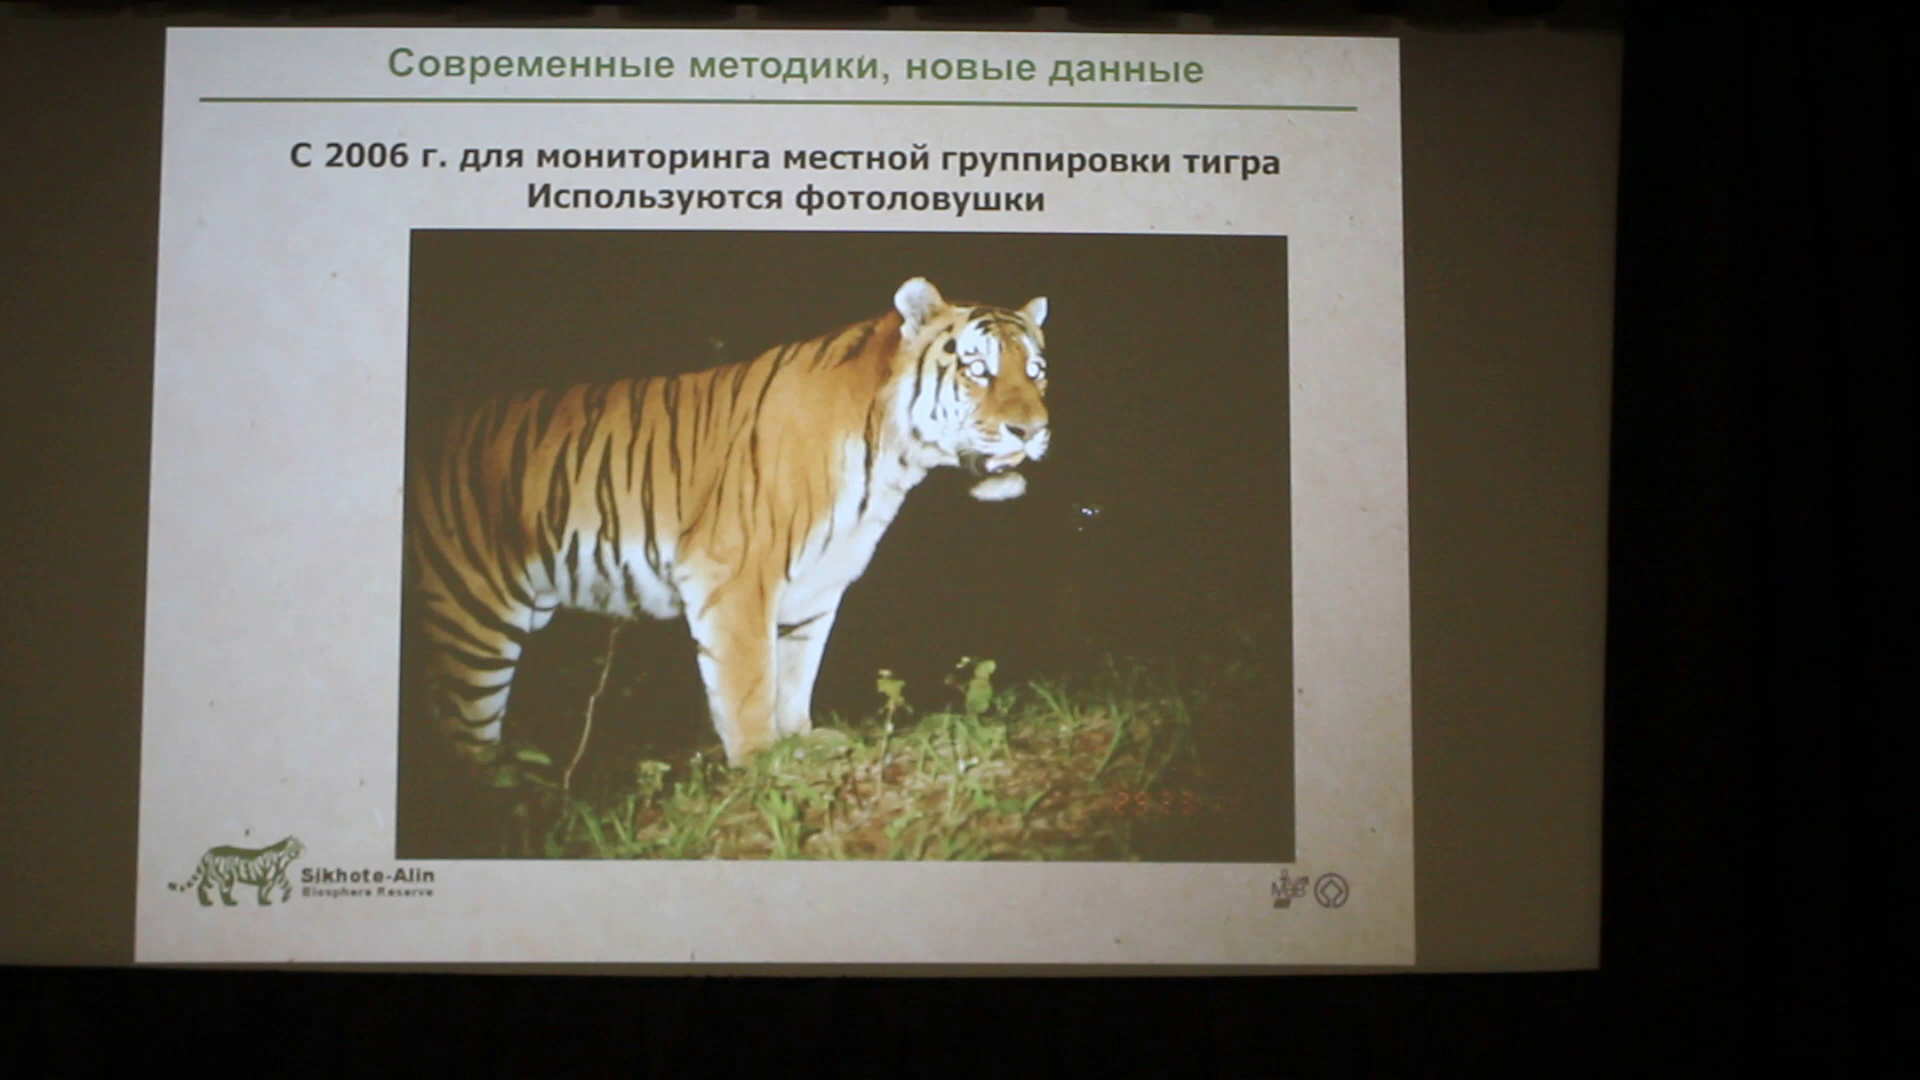 Современные методики, новые данные
С 2006 г. для мониторинга местной группировки тигра
Используются фотоловушки
Sikhote-Alin
Biosphere Reserve